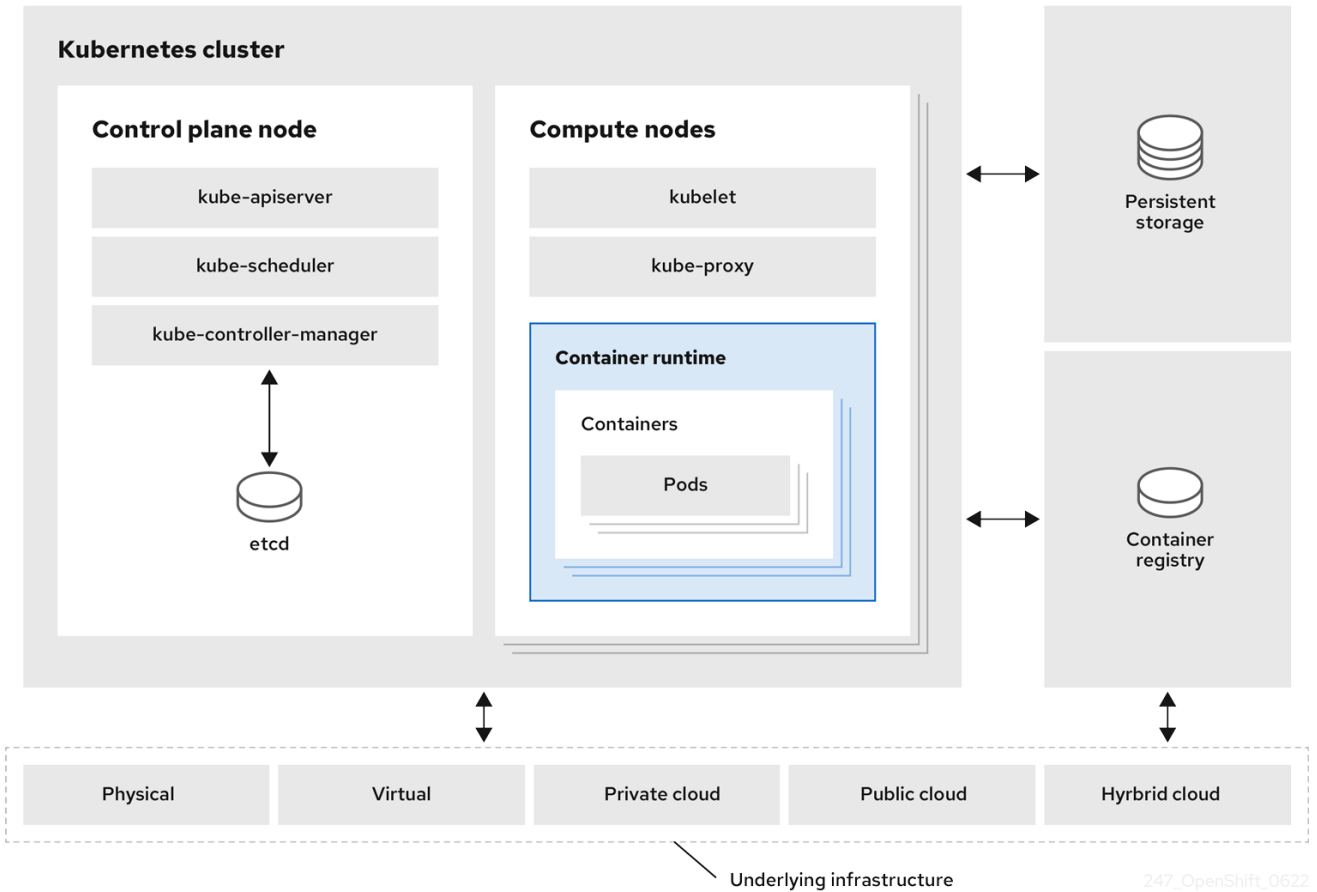 Kubernetes cluster
Control plane node
kube-apiserver
kube-scheduler
kube-controller-manager
etcd
Compute nodes
kubelet
kube-proxy
Container runtime
Containers
Pods
Persistent
storage
Container
registry
Physical
Virtual
Private cloud
Public cloud
Hyrbrid cloud
Underlying infrastructure
247_OpenShift_0622